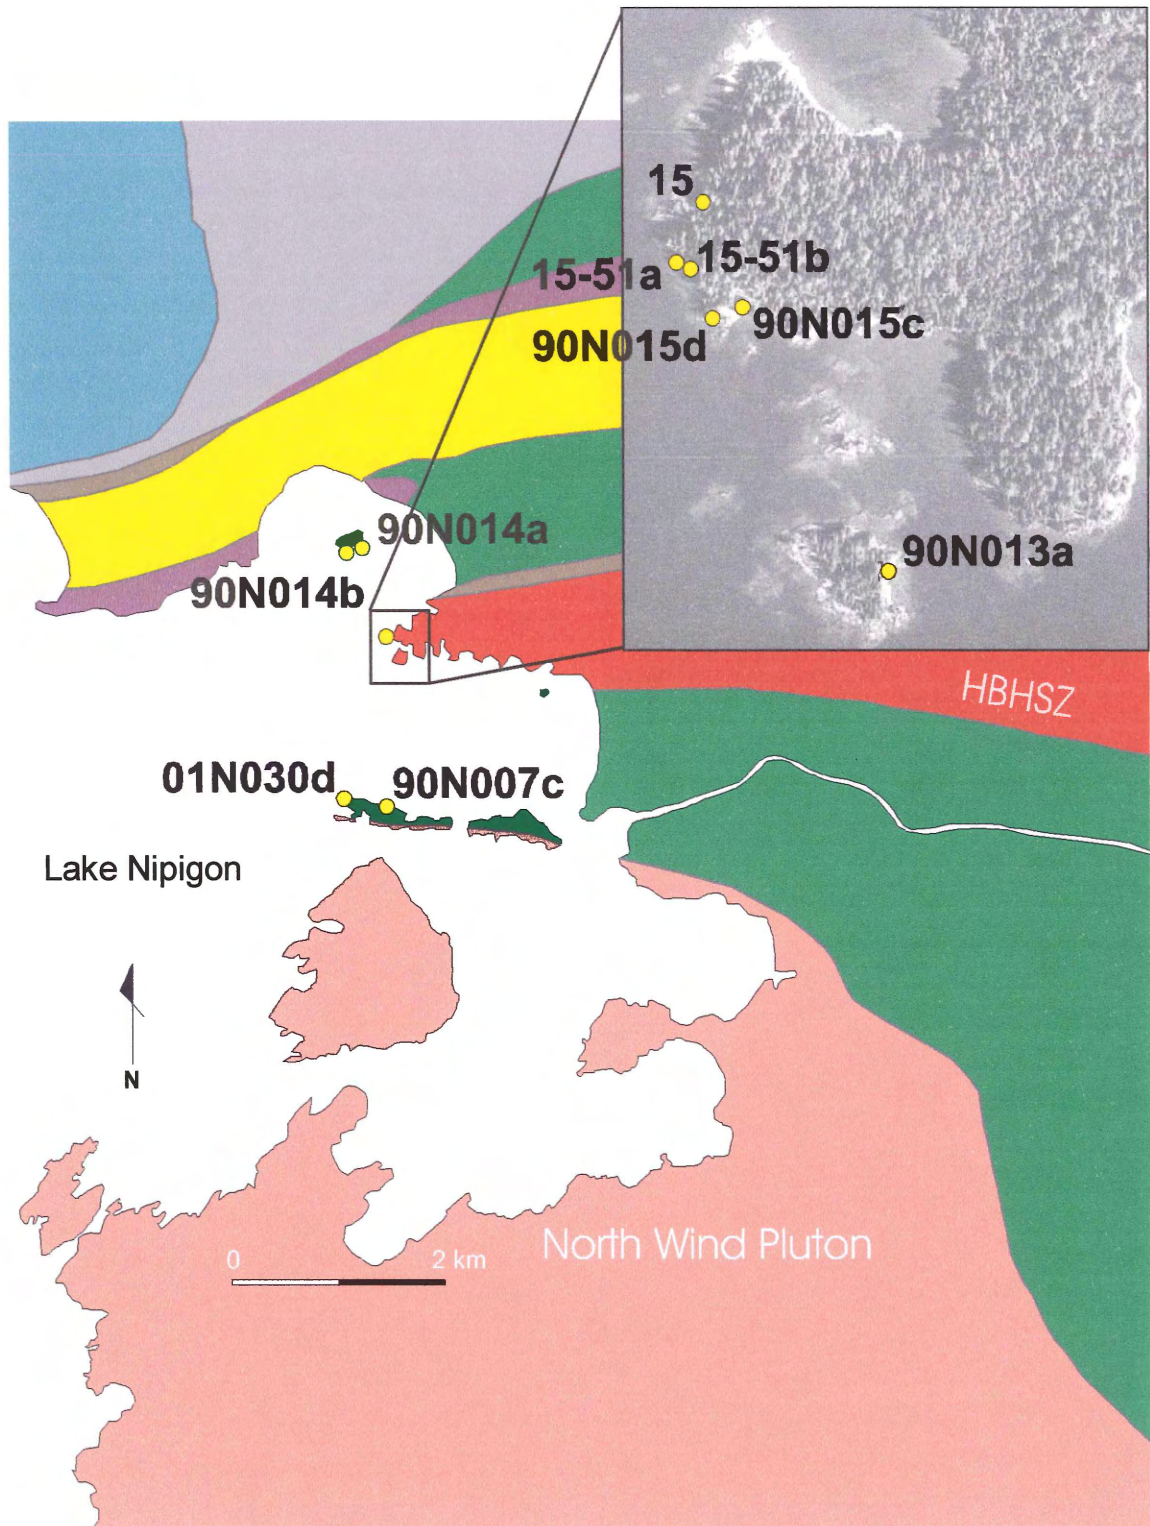 15
15-51a
15-51b
90N015d
90N015c
90N014a
90N014b
90N013a
HBHSZ
01N030d
90N007c
Lake Nipigon
N
0
2 km
North Wind Pluton